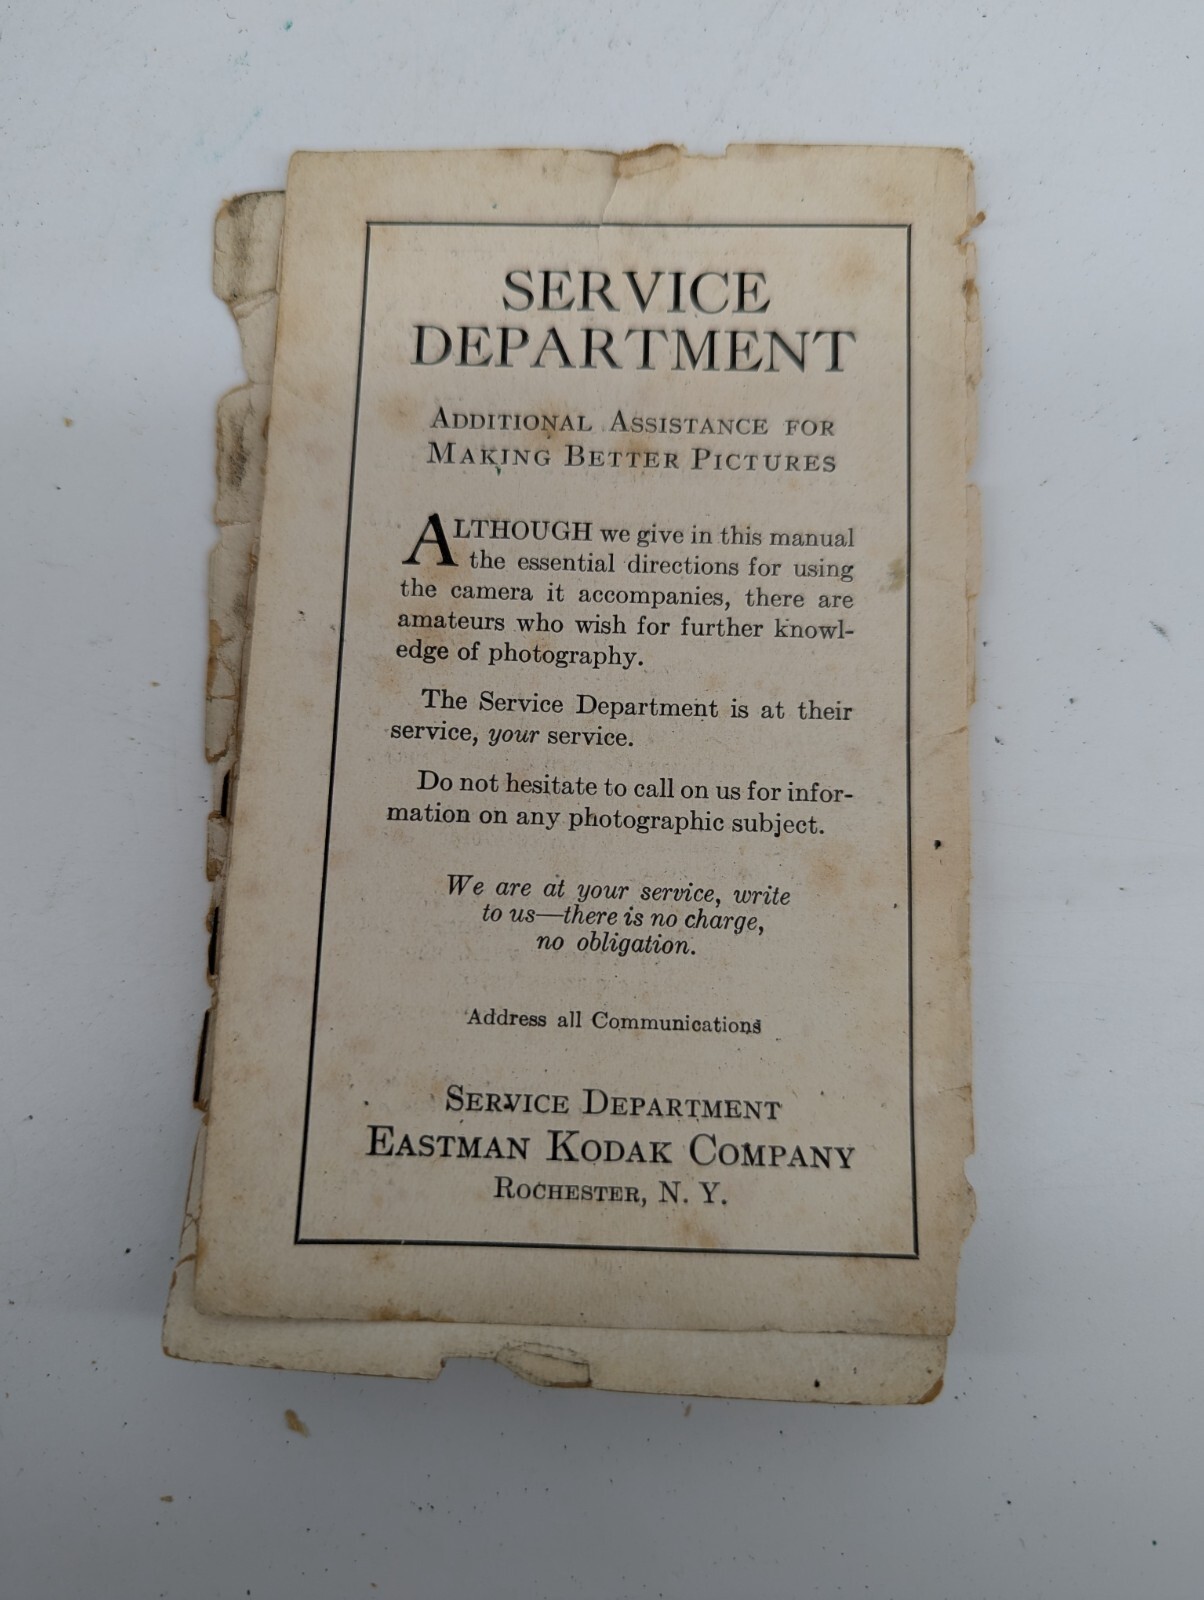 SERVICE
DEPARTMENT
ADDITIONAL ASSISTANCE FOR
MAKING BETTER PICTURES
ALTHOUGH we give in this manual
the essential directions for using
the camera it accompanies, there are
amateurs who wish for further knowl-
edge of photography.
The Service Department is at their
service, your service.
Do not hesitate to call on us for infor-
mation on any photographic subject.
We are at your service, write
to us—there is no charge,
no obligation.
Address all Communications
SERVICE DEPARTMENT
EASTMAN KODAK COMPANY
ROCHESTER, N. Y.